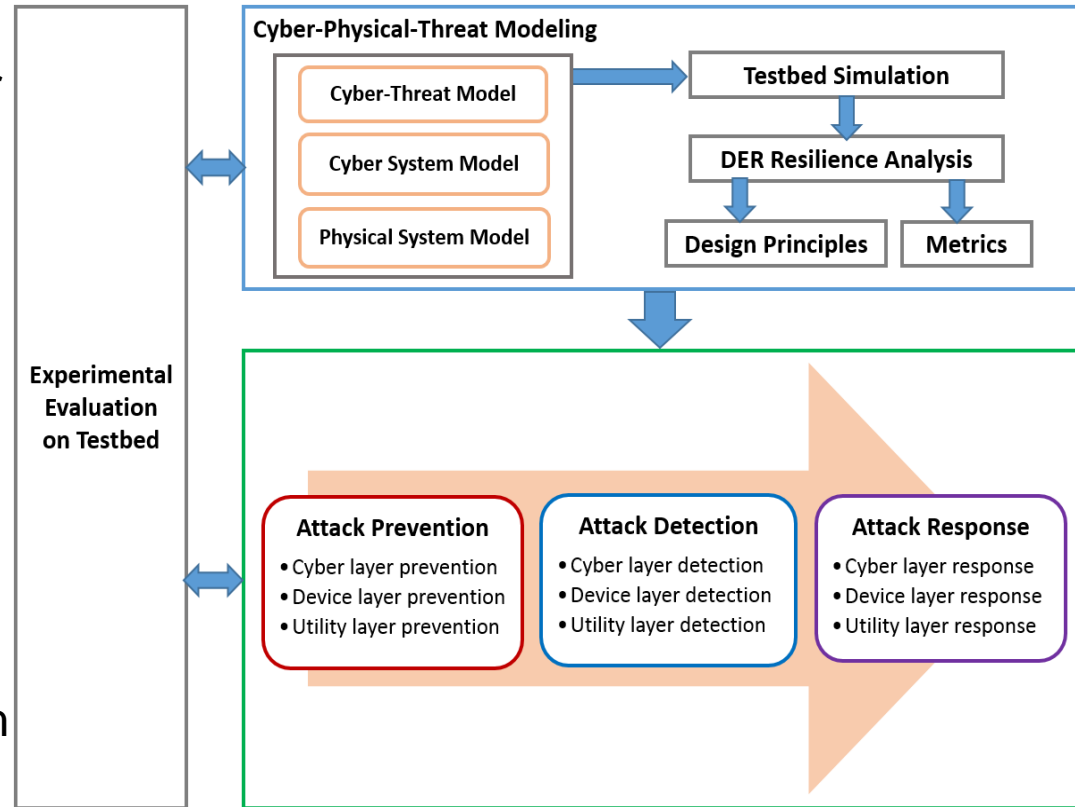 Cyber-Physical-Threat Modeling
Cyber-Threat Model
Cyber System Model
Physical System Model
Testbed Simulation
DER Resilience Analysis
Design Principles
Metrics
Experimental
Evaluation
on Testbed
Attack Prevention
• Cyber layer prevention
• Device layer prevention
• Utility layer prevention
Attack Detection
• Cyber layer detection
• Device layer detection
• Utility layer detection
Attack Response
• Cyber layer response
• Device layer response
• Utility layer response